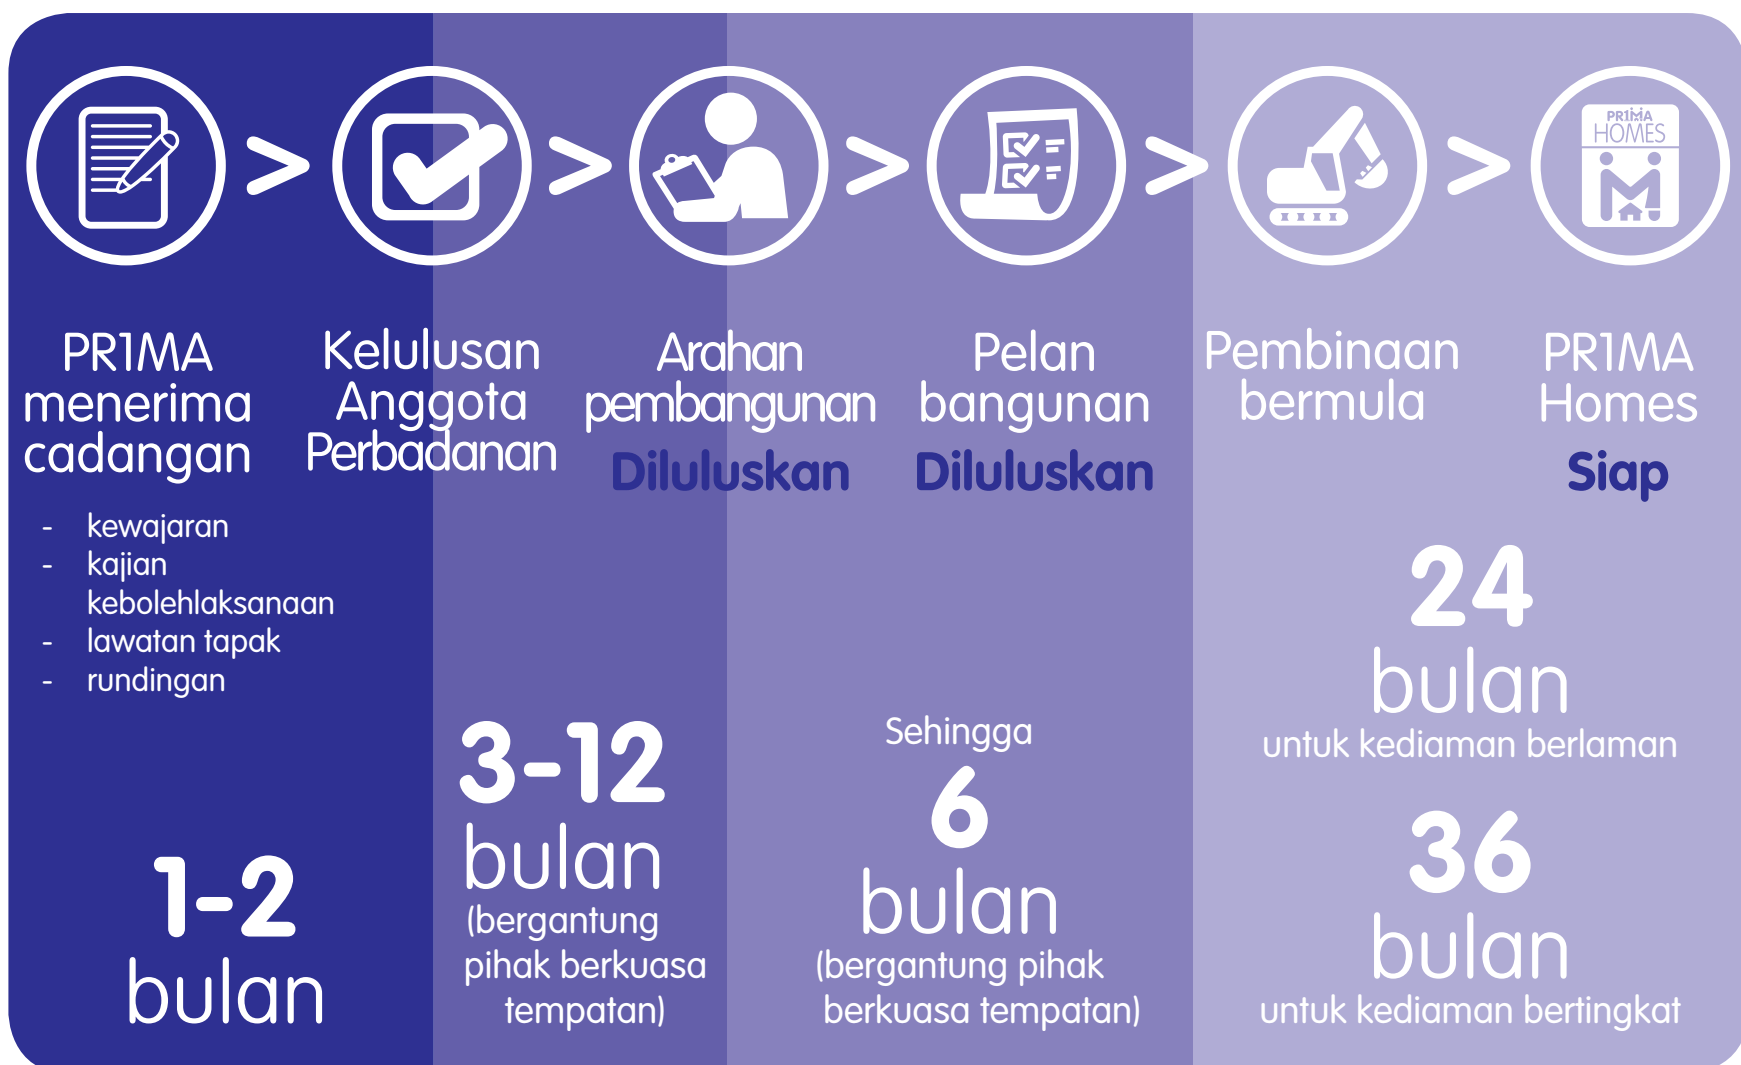 PR1MA
HOMES
PR1MA
menerima
cadangan
- kewajaran
- kajian
kebolehlaksanaan
- lawatan tapak
- rundingan
1-2
bulan
Kelulusan
Anggota
Perbadanan
3-12
bulan
(bergantung
pihak berkuasa
tempatan)
Arahan
pembangunan
Diluluskan
Pelan
bangunan
Diluluskan
Sehingga
6
bulan
(bergantung pihak
berkuasa tempatan)
Pembinaan
bermula
PR1MA
Homes
Siap
24
bulan
untuk kediaman berlaman
36
bulan
untuk kediaman bertingkat